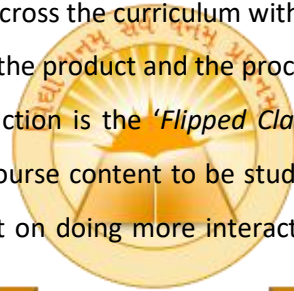 cross the curriculum with
the product and the proc
ction is the ‘Flipped Cla
ourse content to be stud
t on doing more interact